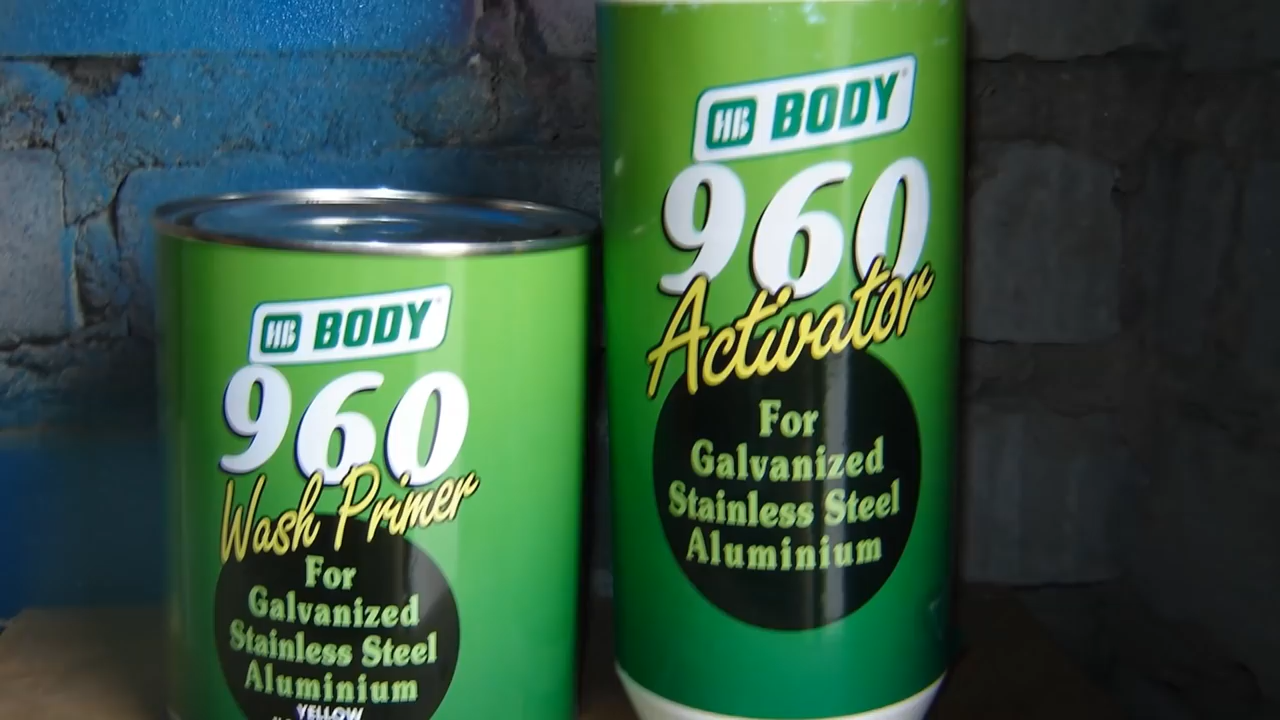 HB BODY
960
Wash Primer
For
Galvanized
Stainless Steel
Aluminium
YELLOW
HB BODY
960
Activator
For
Galvanized
Stainless Steel
Aluminium